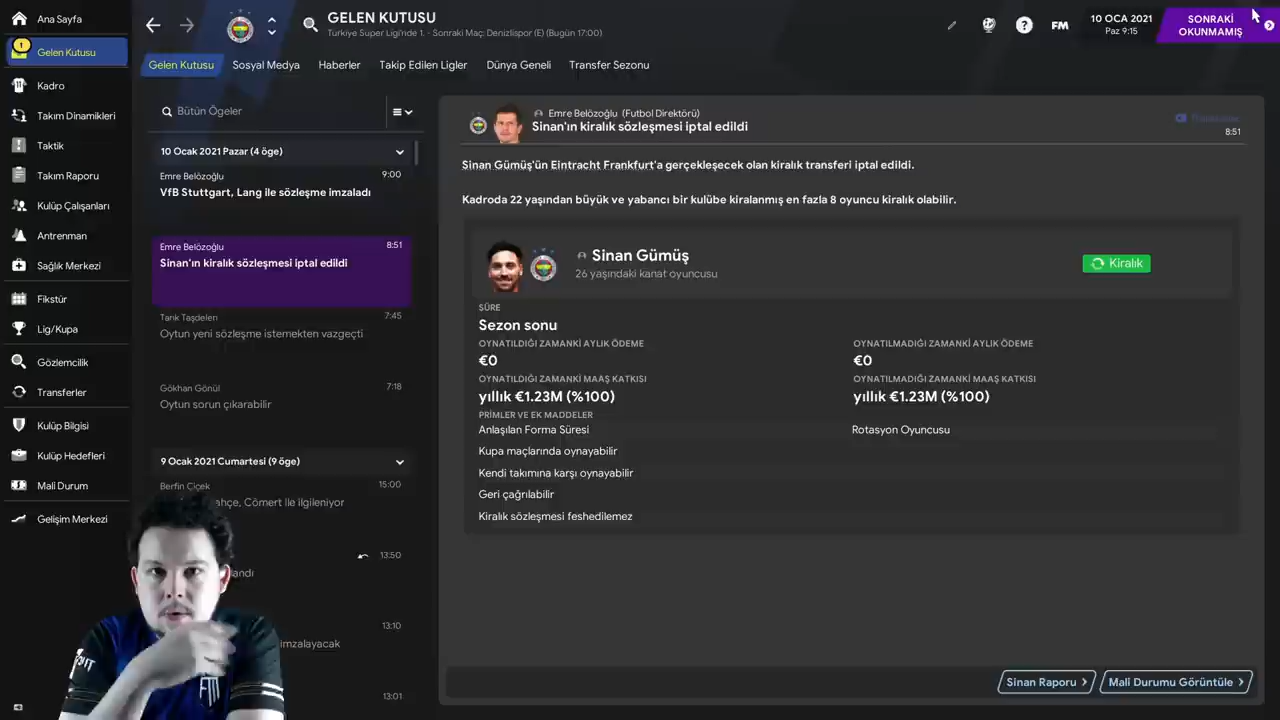 Ana Sayfa
1
Gelen Kutusu
Kadro
Takım Dinamikleri
Taktik
Takım Raporu
Kulüp Çalışanları
Antrenman
Sağlık Merkezi
Fikstür
Lig/Kupa
Gözlemcilik
Transferler
Kulüp Bilgisi
Kulüp Hedefleri
Mali Durum
Gelişim Merkezi
GELEN KUTUSU
Türkiye Süper Ligi'nde 1. - Sonraki Maç: Denizlispor (E) (Bugün 17:00)
FM
10 OCA 2021
Paz 9:15
SONRAKİ
OKUNMAMIŞ
Gelen Kutusu
Sosyal Medya
Haberler
Takip Edilen Ligler
Dünya Geneli
Transfer Sezonu
Bütün Ögeler
10 Ocak 2021 Pazar (4 öge)
Emre Belözoğlu 9:00
VfB Stuttgart, Lang ile sözleşme imzaladı
Emre Belözoğlu 8:51
Sinan'ın kiralık sözleşmesi iptal edildi
Tarık Taşdelen 7:45
Oytun yeni sözleşme istemekten vazgeçti
Gökhan Gönül 7:18
Oytun sorun çıkarabilir
9 Ocak 2021 Cumartesi (9 öge)
Berfin Çiçek 15:00
ahçe, Cömert ile ilgileniyor
13:50
andı
13:10
imzalayacak
13:01
Emre Belözoğlu (Futbol Direktörü)
Sinan'ın kiralık sözleşmesi iptal edildi
8:51
Sinan Gümüş'ün Eintracht Frankfurt'a gerçekleşecek olan kiralık transferi iptal edildi.
Kadroda 22 yaşından büyük ve yabancı bir kulübe kiralanmış en fazla 8 oyuncu kiralık olabilir.
Sinan Gümüş
26 yaşındaki kanat oyuncusu
Kiralık
SÜRE
Sezon sonu
OYNATILDIĞI ZAMANKİ AYLIK ÖDEME
€0
OYNATILMADIĞI ZAMANKİ AYLIK ÖDEME
€0
OYNATILDIĞI ZAMANKİ MAAŞ KATKISI
yıllık €1.23M (%100)
OYNATILMADIĞI ZAMANKİ MAAŞ KATKISI
yıllık €1.23M (%100)
PRİMLER VE EK MADDELER
Anlaşılan Forma Süresi
Rotasyon Oyuncusu
Kupa maçlarında oynayabilir
Kendi takımına karşı oynayabilir
Geri çağrılabilir
Kiralık sözleşmesi feshedilemez
Sinan Raporu
Mali Durumu Görüntüle